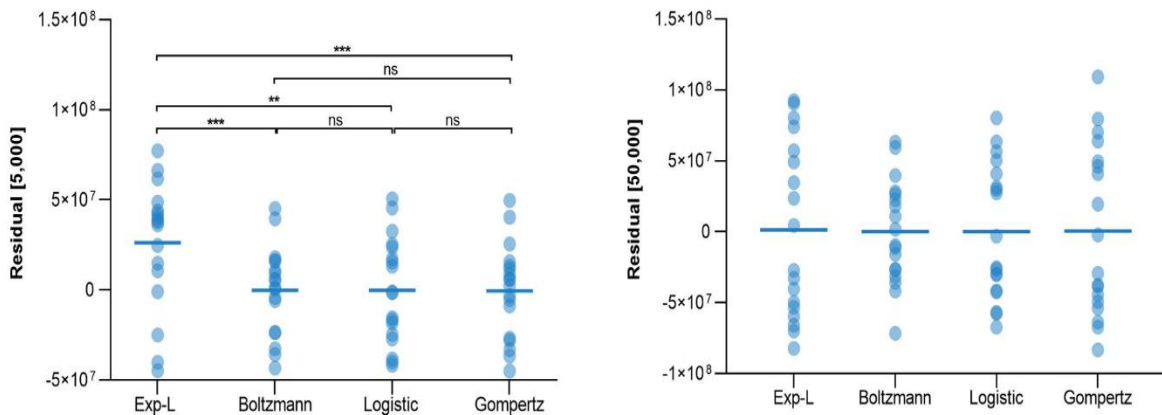 1.5×10⁸
1×10⁸
5×10⁷
0
-5×10⁷
Residual [5,000]
***
ns
**
***
ns
ns
Exp-L
Boltzmann
Logistic
Gompertz
1.5×10⁸
1×10⁸
5×10⁷
0
-5×10⁷
-1×10⁸
Residual [50,000]
Exp-L
Boltzmann
Logistic
Gompertz